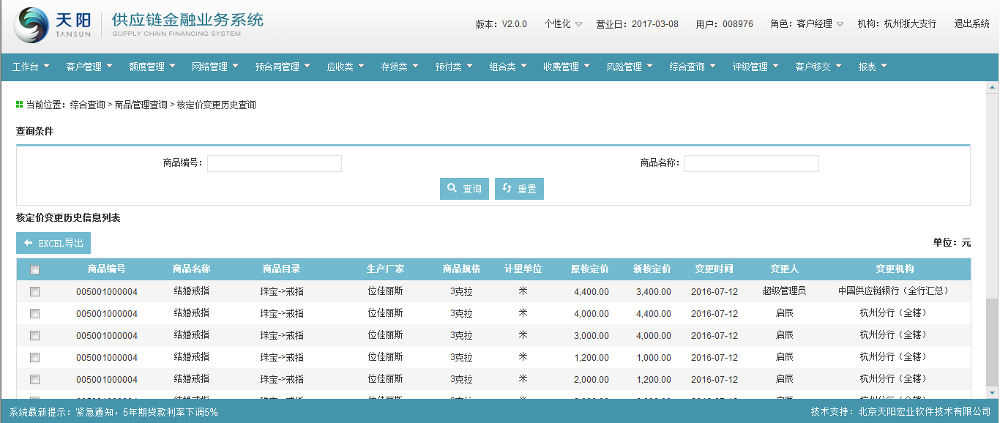 天阳 TANSUN 供应链金融业务系统 SUPPLY CHAIN FINANCING SYSTEM
版本：V2.0.0 个性化 营业日：2017-03-08 用户：008976 角色：客户经理 机构：杭州浙大支行 退出系统
工作台 客户管理 额度管理 网络管理 预合同管理 应收类 存货类 预付类 组合类 收费管理 风险管理 综合查询 评级管理 客户移交 报表
当前位置：综合查询 > 商品管理查询 > 核定价变更历史查询
查询条件
商品编号： 商品名称：
查询 重置
核定价变更历史信息列表
EXCEL导出 单位：元
商品编号 商品名称 商品目录 生产厂家 商品规格 计量单位 原核定价 新核定价 变更时间 变更人 变更机构
005001000004 结婚戒指 珠宝->戒指 位佳丽斯 3克拉 米 4,400.00 3,400.00 2016-07-12 超级管理员 中国供应链银行（全行汇总）
005001000004 结婚戒指 珠宝->戒指 位佳丽斯 3克拉 米 4,000.00 4,400.00 2016-07-12 启辰 杭州分行（全辖）
005001000004 结婚戒指 珠宝->戒指 位佳丽斯 3克拉 米 3,000.00 4,000.00 2016-07-12 启辰 杭州分行（全辖）
005001000004 结婚戒指 珠宝->戒指 位佳丽斯 3克拉 米 1,200.00 1,000.00 2016-07-12 启辰 杭州分行（全辖）
005001000004 结婚戒指 珠宝->戒指 位佳丽斯 3克拉 米 2,000.00 1,200.00 2016-07-12 启辰 杭州分行（全辖）
系统最新提示：紧急通知，5年期贷款利率下调5% 技术支持：北京天阳宏业软件技术有限公司